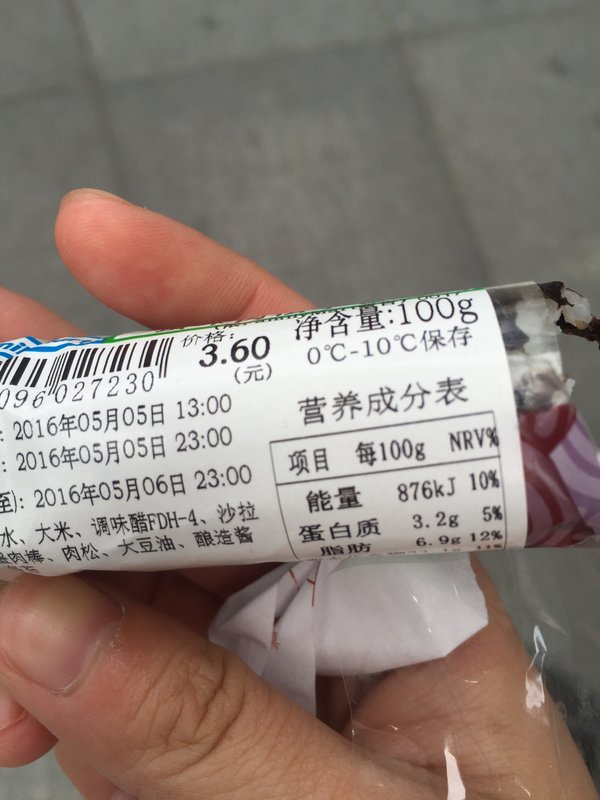 价格:
3.60
(元)
净含量:100g
0℃-10℃保存
096 027230
: 2016年05月05日 13:00
: 2016年05月05日 23:00
至): 2016年05月06日 23:00
水、大米、调味醋FDH-4、沙拉
肉棒、肉松、大豆油、酿造酱
营养成分表
项目 每100g NRV%
能量 876kJ 10%
蛋白质 3.2g 5%
脂肪 6.9g 12%